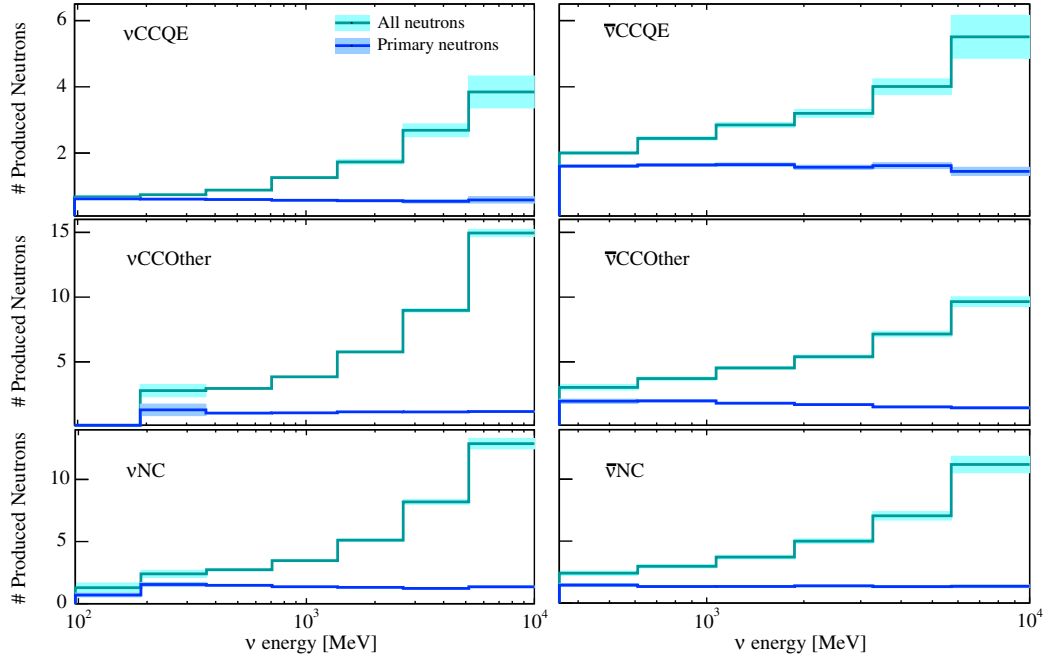 νCCQE
All neutrons
Primary neutrons
# Produced Neutrons
6
4
2
ν̅CCQE
νCCOther
# Produced Neutrons
15
10
5
ν̅CCOther
νNC
# Produced Neutrons
10
5
0
ν̅NC
10² 10³ 10⁴
ν energy [MeV]
10³ 10⁴
ν energy [MeV]